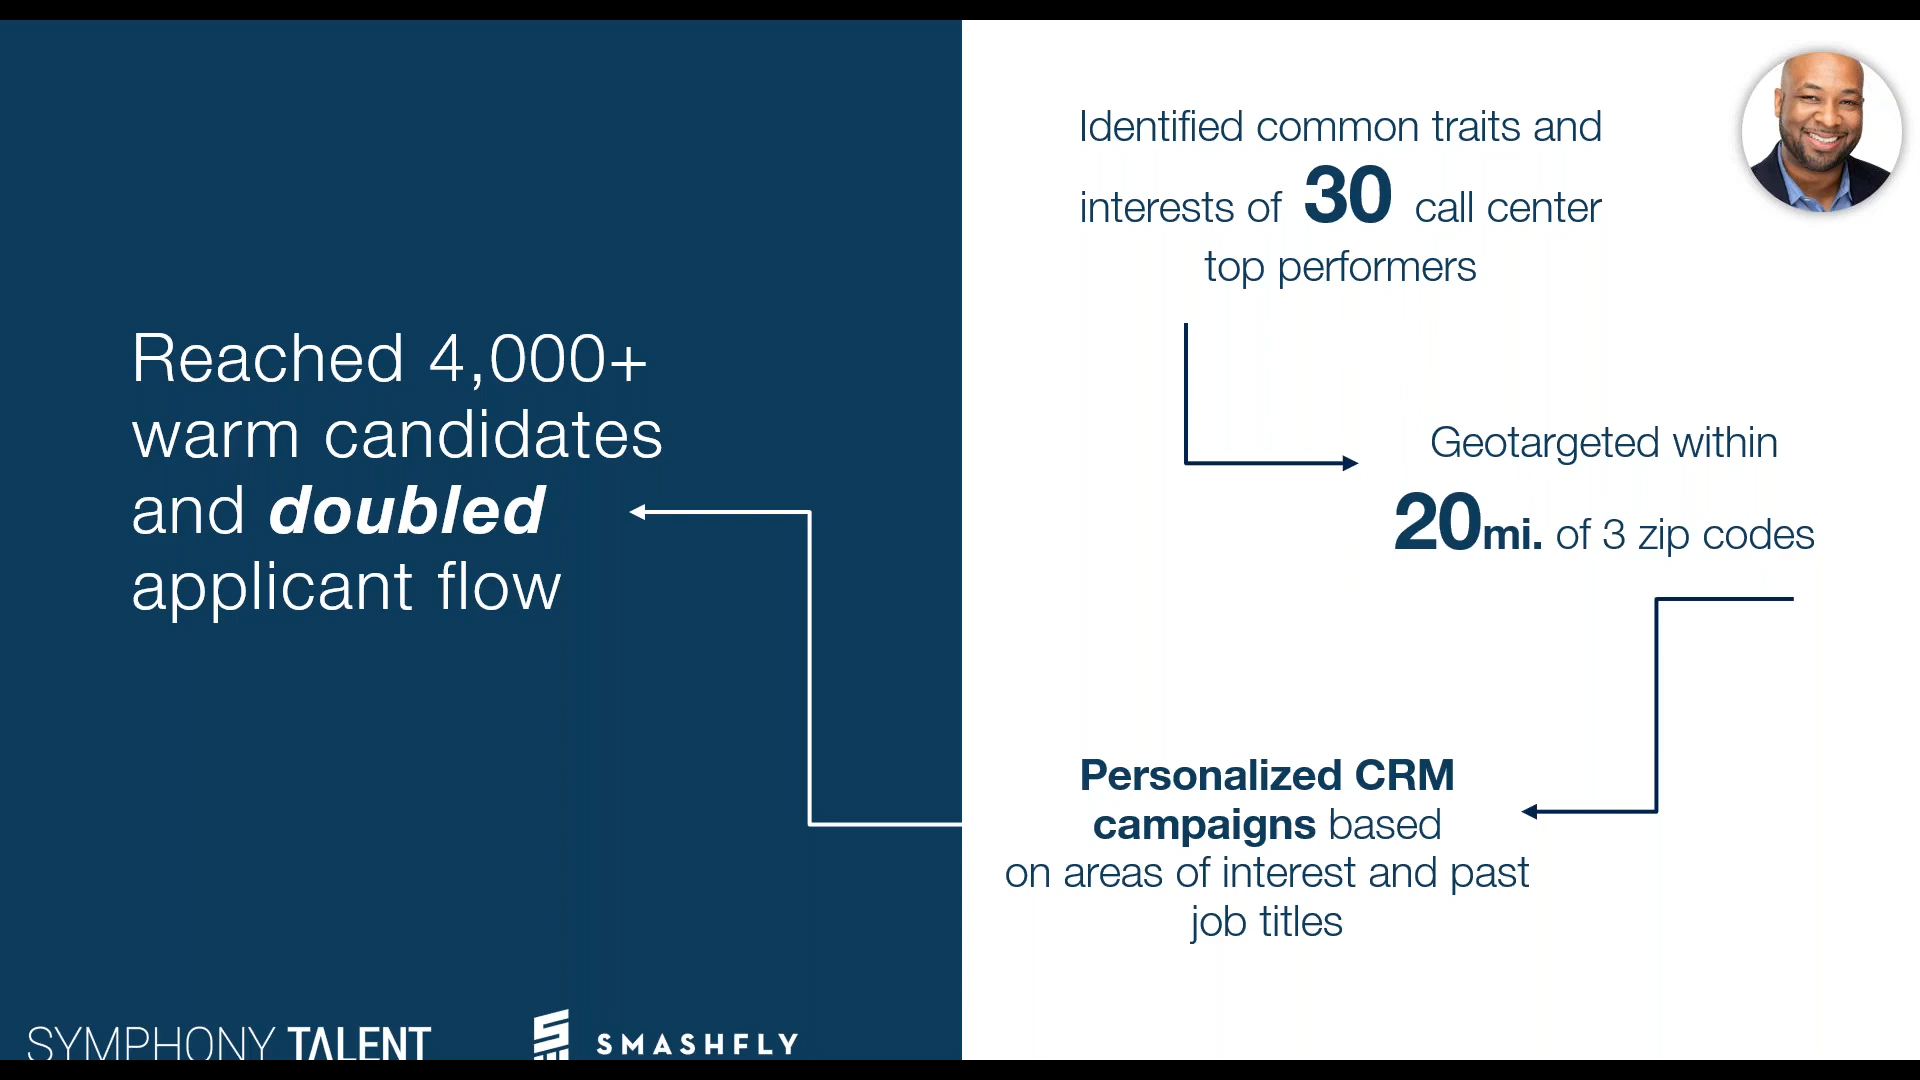 Reached 4,000+
warm candidates
and doubled
applicant flow
Identified common traits and
interests of 30 call center
top performers
Geotargeted within
20mi. of 3 zip codes
Personalized CRM
campaigns based
on areas of interest and past
job titles
SYMPHONY TALENT
SMASHFLY